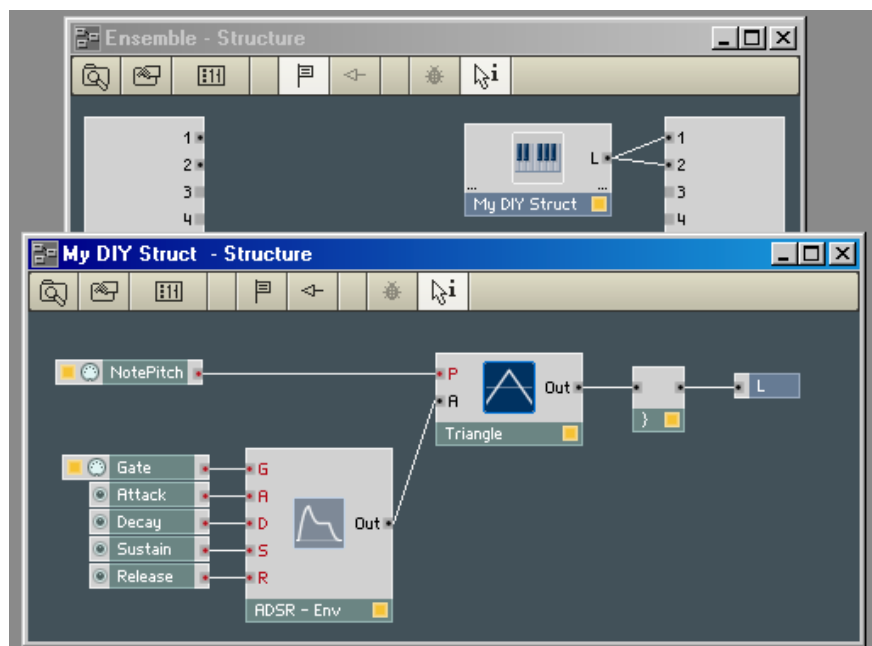 Ensemble - Structure
1
2
3
4
L
...
...
My DIY Struct
1
2
3
4
My DIY Struct - Structure
NotePitch
P
A
Out
Triangle
}
L
Gate
Attack
Decay
Sustain
Release
G
A
D
S
R
Out
ADSR - Env